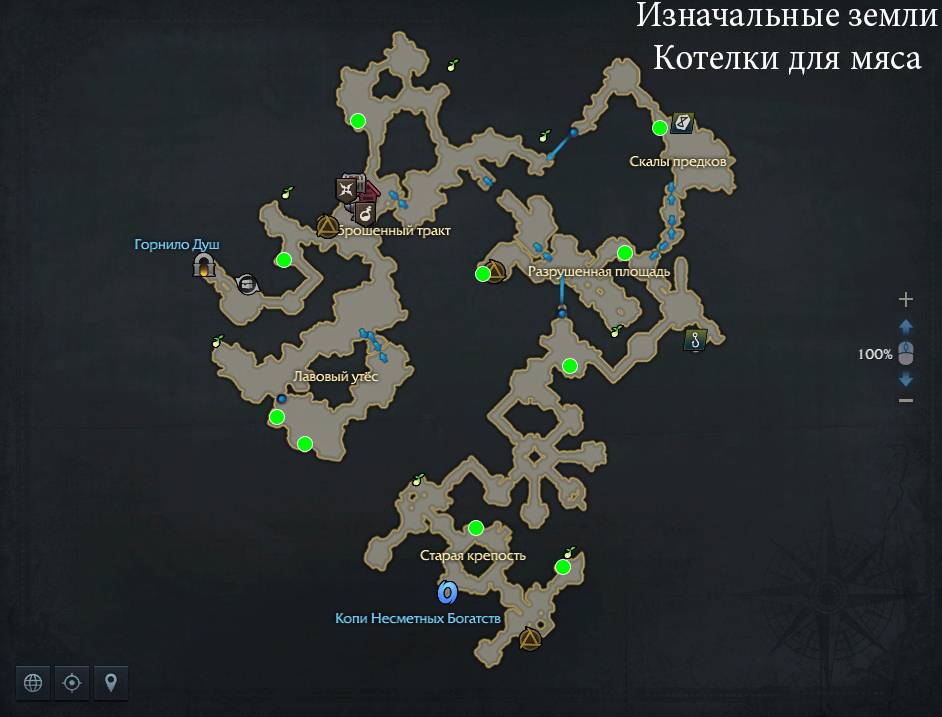 Изначальные земли
Котелки для мяса
Скалы предков
брошенный тракт
Горнило Душ
Разрушенная площадь
100%
Лавовый утёс
Старая крепость
Копи Несметных Богатств